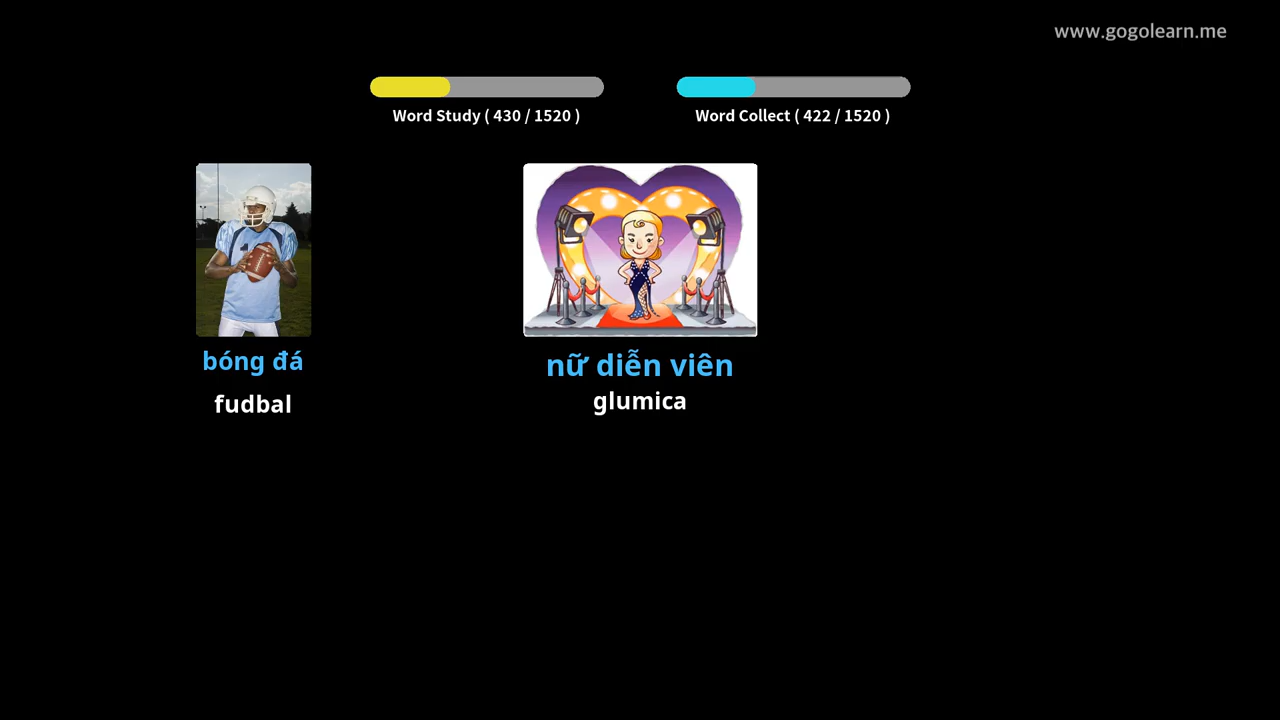 www.gogolearn.me
Word Study ( 430 / 1520 )
Word Collect ( 422 / 1520 )
bóng đá
fudbal
nữ diễn viên
glumica